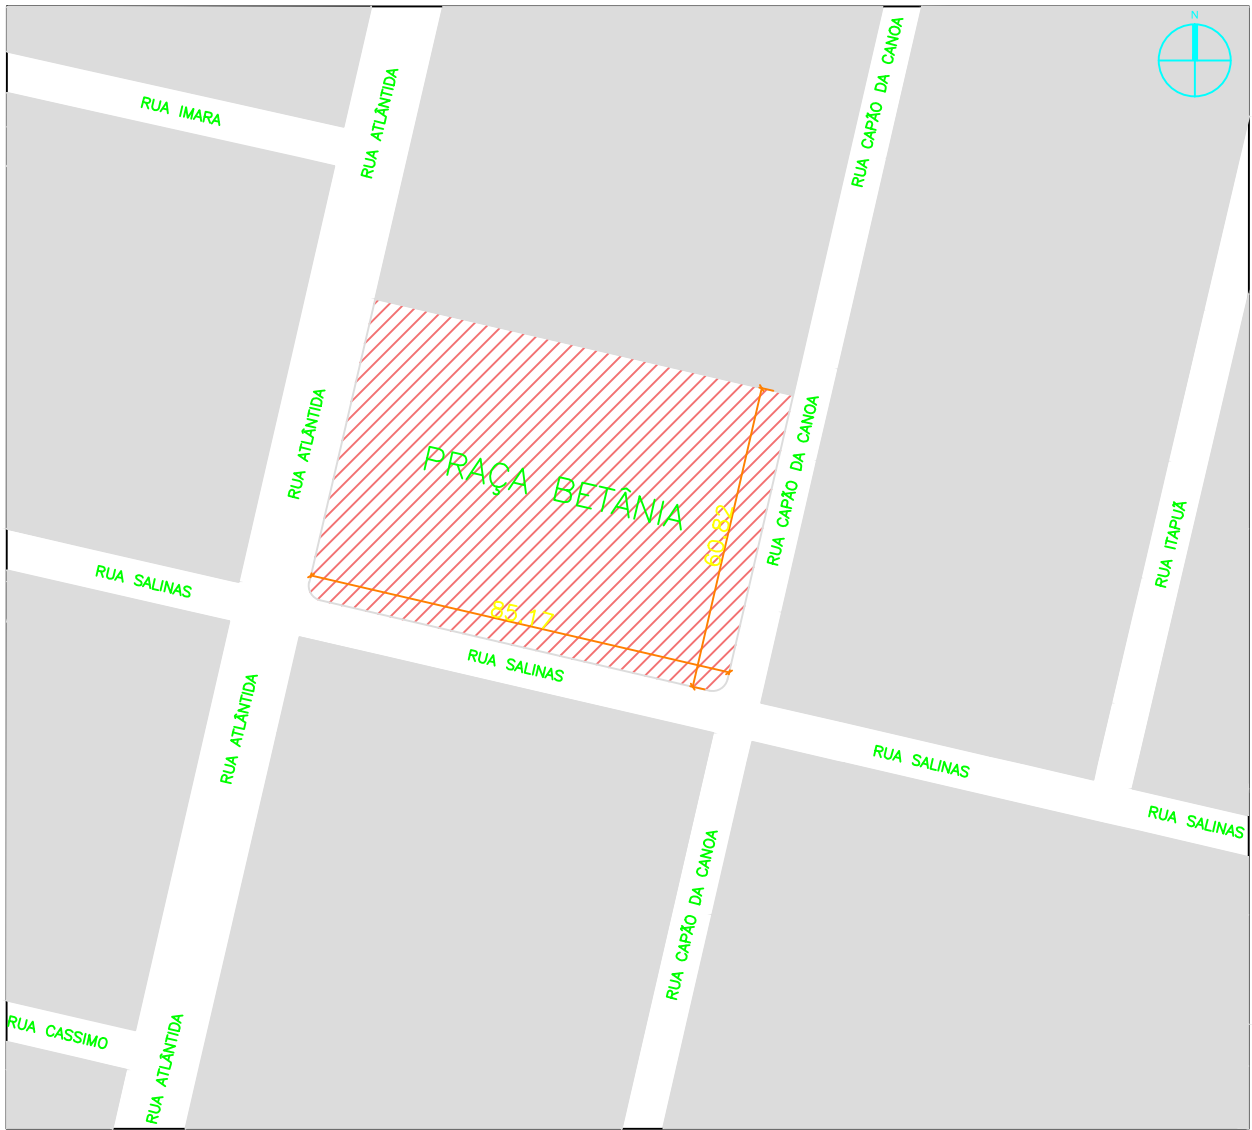 N
RUA CAPÃO DA CANOA
RUA ATLÂNTIDA
RUA IMARA
RUA ATLÂNTIDA
RUA CAPÃO DA CANOA
PRAÇA BETÂNIA
60.82
RUA ITAPUÃ
RUA SALINAS
85.17
RUA SALINAS
RUA ATLÂNTIDA
RUA SALINAS
RUA SALINAS
RUA CAPÃO DA CANOA
RUA CASSIMO
RUA ATLÂNTIDA